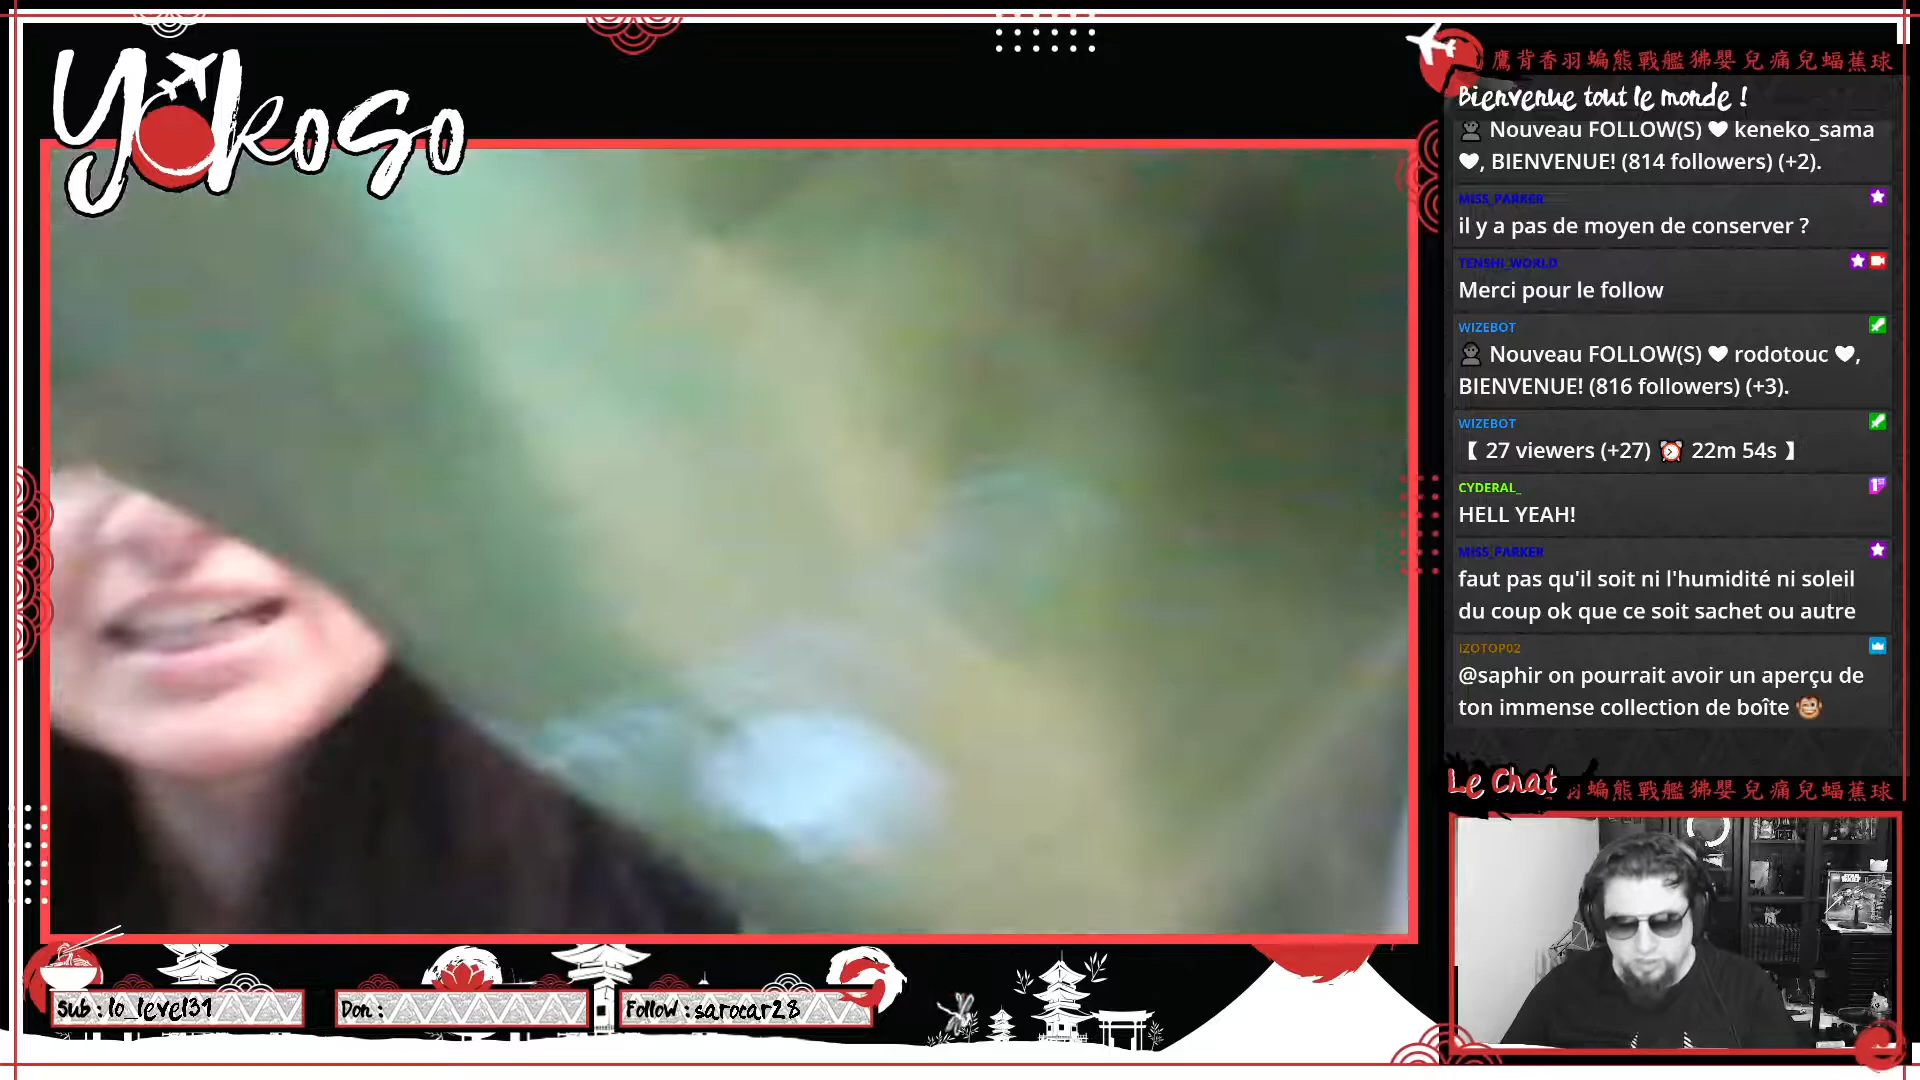 Yokoso
鷹背香羽蝙熊戰艦狒嬰兒痛兒蝠蕉球
Bienvenue tout le monde !
Nouveau FOLLOW(S) ♥ keneko_sama
♥, BIENVENUE! (814 followers) (+2).
MISS_PARKER
il y a pas de moyen de conserver ?
TENSHI_WORLD
Merci pour le follow
WIZEBOT
Nouveau FOLLOW(S) ♥ rodotouc ♥,
BIENVENUE! (816 followers) (+3).
WIZEBOT
【 27 viewers (+27) ⏰ 22m 54s 】
CYDERAL_
HELL YEAH!
MISS_PARKER
faut pas qu'il soit ni l'humidité ni soleil
du coup ok que ce soit sachet ou autre
IZOTOP02
@saphir on pourrait avoir un aperçu de
ton immense collection de boîte 🐵
Le Chat
蝙熊戰艦狒嬰兒痛兒蝠蕉球
Sub : lo_level31
Don :
Follow : sarocar28